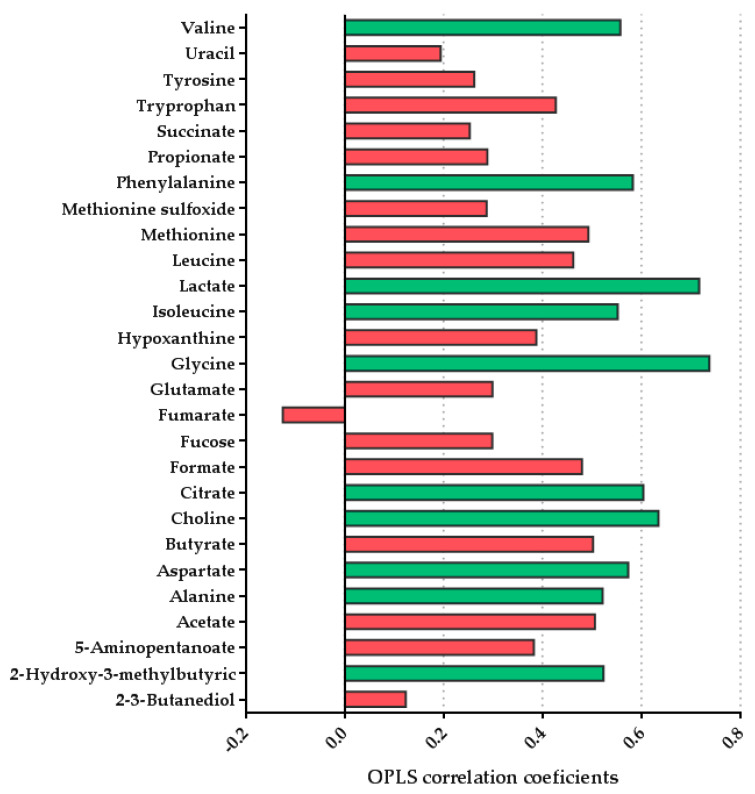 Valine
Uracil
Tyrosine
Tryprophan
Succinate
Propionate
Phenylalanine
Methionine sulfoxide
Methionine
Leucine
Lactate
Isoleucine
Hypoxanthine
Glycine
Glutamate
Fumarate
Fucose
Formate
Citrate
Choline
Butyrate
Aspartate
Alanine
Acetate
5-Aminopentanoate
2-Hydroxy-3-methylbutyric
2-3-Butanediol
-0.2 0.0 0.2 0.4 0.6 0.8
OPLS correlation coeficients